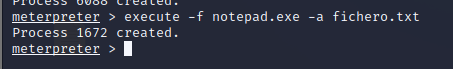 Process 6088 created.
meterpreter > execute -f notepad.exe -a fichero.txt
Process 1672 created.
meterpreter >